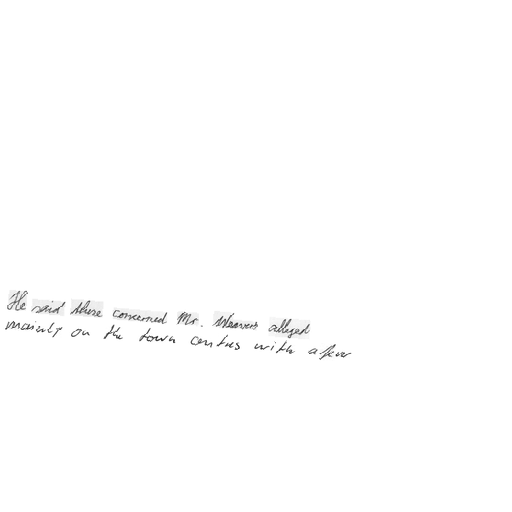 He said these concerned Mr. Weaver's alleged
mainly on the town centres with a few